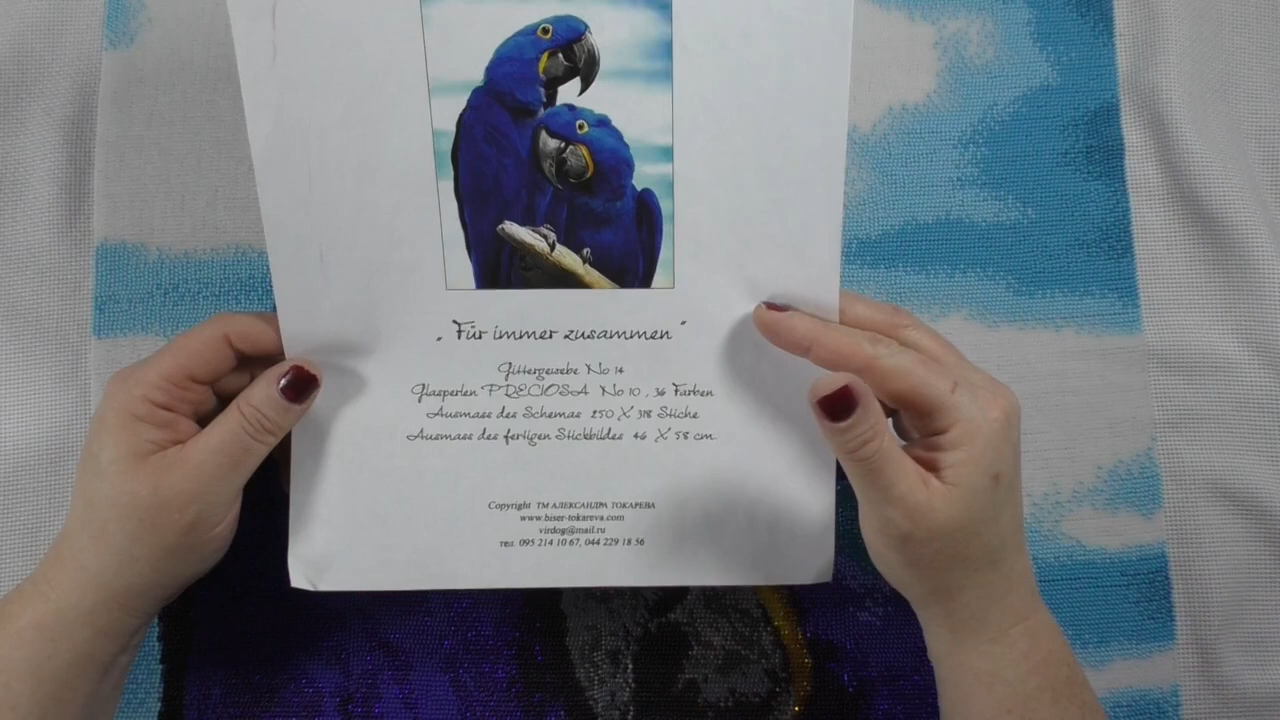 „Für immer zusammen“
Gittergewebe No 14
Glasperlen PRECIOSA No 10, 36 Farben
Ausmass des Schemas 250 X 318 Stiche
Ausmass des fertigen Stickbildes 46 X 58 cm.
Copyright ТМ АЛЕКСАНДРА ТОКАРЕВА
www.biser-tokareva.com
virdog@mail.ru
тел. 095 214 10 67, 044 229 18 56